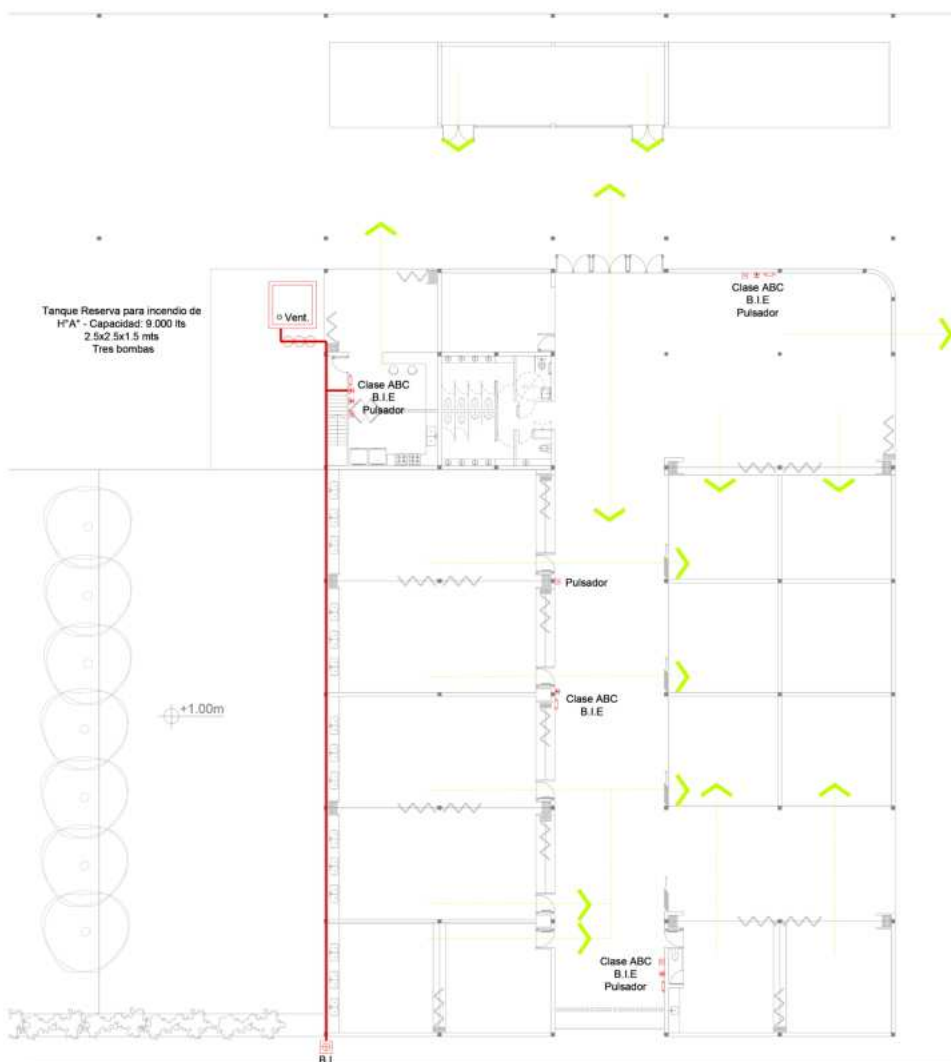 Tanque Reserva para incendio de
H°A° - Capacidad: 9.000 lts
2.5x2.5x1.5 mts
Tres bombas
Vent.
Clase ABC
B.I.E
Pulsador
Clase ABC
B.I.E
Pulsador
Pulsador
Clase ABC
B.I.E
+1.00m
Clase ABC
B.I.E
Pulsador
B.I.